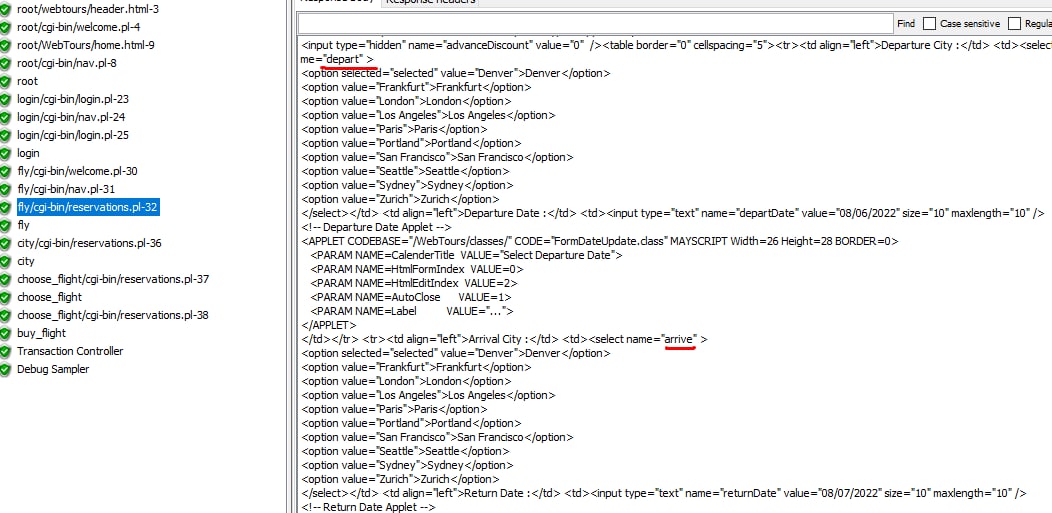 root/webtours/header.html-3
root/cgi-bin/welcome.pl-4
root/WebTours/home.html-9
root/cgi-bin/nav.pl-8
root
login/cgi-bin/login.pl-23
login/cgi-bin/nav.pl-24
login/cgi-bin/login.pl-25
login
fly/cgi-bin/welcome.pl-30
fly/cgi-bin/nav.pl-31
fly/cgi-bin/reservations.pl-32
fly
city/cgi-bin/reservations.pl-36
city
choose_flight/cgi-bin/reservations.pl-37
choose_flight
choose_flight/cgi-bin/reservations.pl-38
buy_flight
Transaction Controller
Debug Sampler
Find Case sensitive Regula
<input type="hidden" name="advanceDiscount" value="0" /><table border="0" cellspacing="5"><tr><td align="left">Departure City :</td> <td><selec
me="depart" >
<option selected="selected" value="Denver">Denver</option>
<option value="Frankfurt">Frankfurt</option>
<option value="London">London</option>
<option value="Los Angeles">Los Angeles</option>
<option value="Paris">Paris</option>
<option value="Portland">Portland</option>
<option value="San Francisco">San Francisco</option>
<option value="Seattle">Seattle</option>
<option value="Sydney">Sydney</option>
<option value="Zurich">Zurich</option>
</select></td> <td align="left">Departure Date :</td> <td><input type="text" name="departDate" value="08/06/2022" size="10" maxlength="10" />
<!-- Departure Date Applet -->
<APPLET CODEBASE="/WebTours/classes/" CODE="FormDateUpdate.class" MAYSCRIPT Width=26 Height=28 BORDER=0>
<PARAM NAME=CalenderTitle VALUE="Select Departure Date">
<PARAM NAME=HtmlFormIndex VALUE=0>
<PARAM NAME=HtmlEditIndex VALUE=2>
<PARAM NAME=AutoClose VALUE=1>
<PARAM NAME=Label VALUE="...">
</APPLET>
</td></tr> <tr><td align="left">Arrival City :</td> <td><select name="arrive" >
<option selected="selected" value="Denver">Denver</option>
<option value="Frankfurt">Frankfurt</option>
<option value="London">London</option>
<option value="Los Angeles">Los Angeles</option>
<option value="Paris">Paris</option>
<option value="Portland">Portland</option>
<option value="San Francisco">San Francisco</option>
<option value="Seattle">Seattle</option>
<option value="Sydney">Sydney</option>
<option value="Zurich">Zurich</option>
</select></td> <td align="left">Return Date :</td> <td><input type="text" name="returnDate" value="08/07/2022" size="10" maxlength="10" />
<!-- Return Date Applet -->